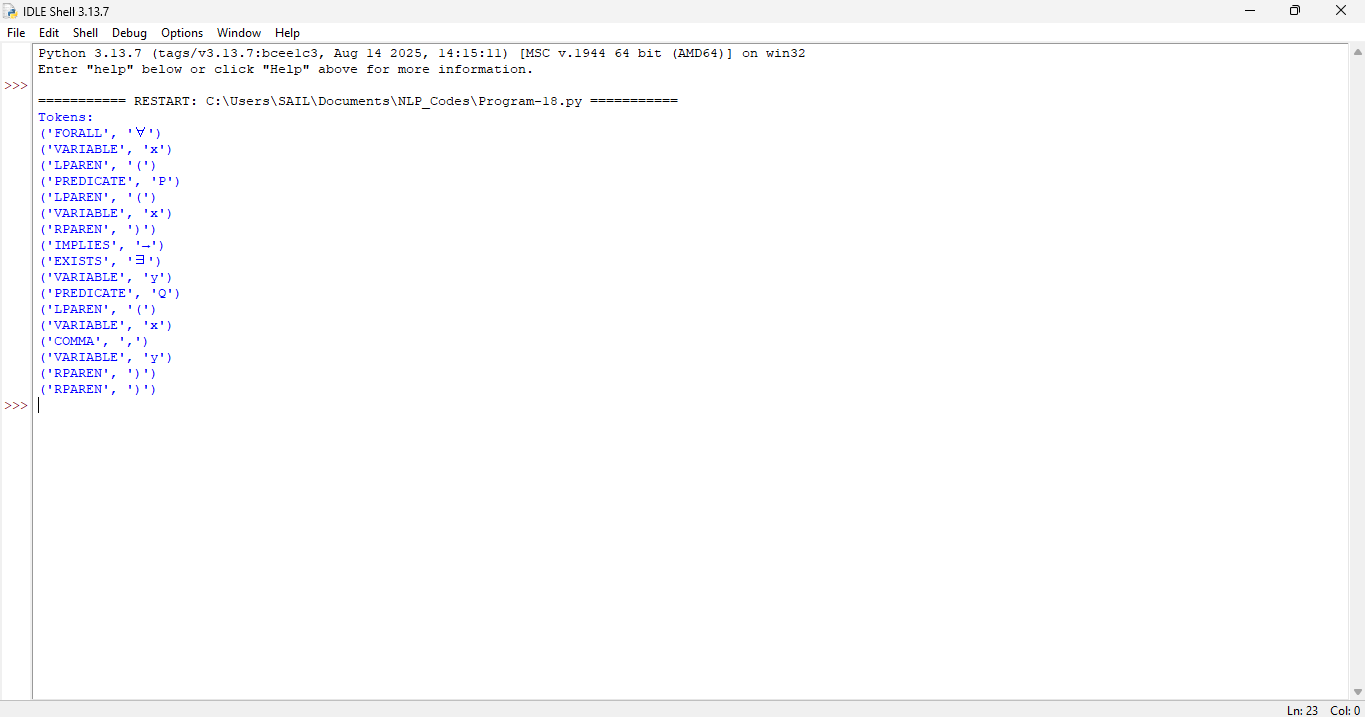 IDLE Shell 3.13.7
File Edit Shell Debug Options Window Help
Python 3.13.7 (tags/v3.13.7:bcee1c3, Aug 14 2025, 14:15:11) [MSC v.1944 64 bit (AMD64)] on win32
Enter "help" below or click "Help" above for more information.
>>>
=========== RESTART: C:\Users\SAIL\Documents\NLP_Codes\Program-18.py ===========
Tokens:
('FORALL', '∀')
('VARIABLE', 'x')
('LPAREN', '(')
('PREDICATE', 'P')
('LPAREN', '(')
('VARIABLE', 'x')
('RPAREN', ')')
('IMPLIES', '→')
('EXISTS', '∃')
('VARIABLE', 'y')
('PREDICATE', 'Q')
('LPAREN', '(')
('VARIABLE', 'x')
('COMMA', ',')
('VARIABLE', 'y')
('RPAREN', ')')
('RPAREN', ')')
>>>
Ln: 23 Col: 0